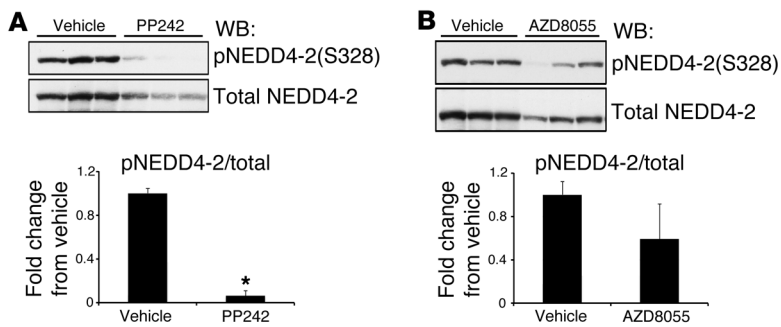 A
Vehicle PP242 WB:
pNEDD4-2(S328)
Total NEDD4-2
pNEDD4-2/total
Fold change
from vehicle
1.2
0.8
0.4
0
*
Vehicle PP242
B
Vehicle AZD8055 WB:
pNEDD4-2(S328)
Total NEDD4-2
pNEDD4-2/total
Fold change
from vehicle
1.2
0.8
0.4
0
Vehicle AZD8055